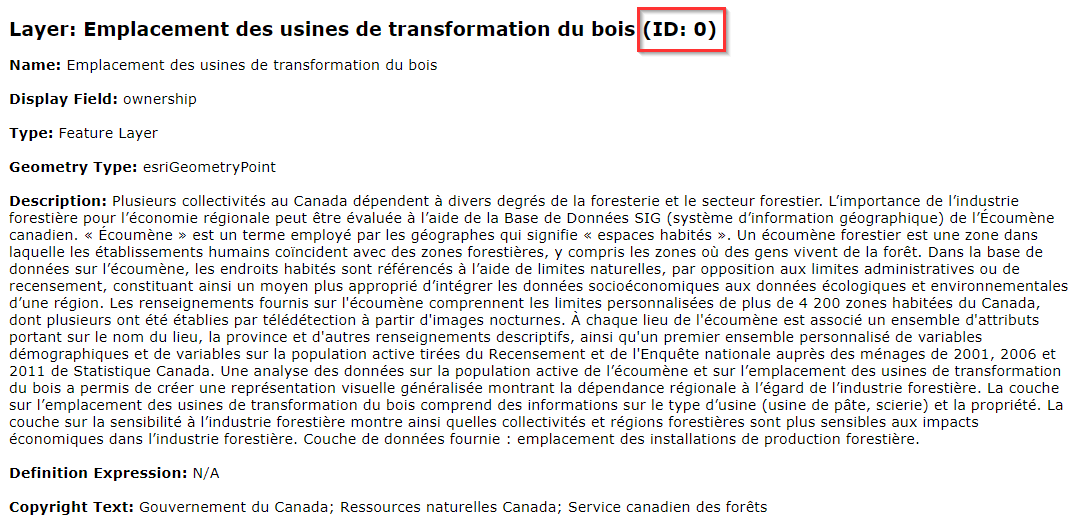 Layer: Emplacement des usines de transformation du bois (ID: 0)
Name: Emplacement des usines de transformation du bois
Display Field: ownership
Type: Feature Layer
Geometry Type: esriGeometryPoint
Description: Plusieurs collectivités au Canada dépendent à divers degrés de la foresterie et le secteur forestier. L’importance de l’industrie
forestière pour l’économie régionale peut être évaluée à l’aide de la Base de Données SIG (système d’information géographique) de l’Écoumène
canadien. « Écoumène » est un terme employé par les géographes qui signifie « espaces habités ». Un écoumène forestier est une zone dans
laquelle les établissements humains coïncident avec des zones forestières, y compris les zones où des gens vivent de la forêt. Dans la base de
données sur l’écoumène, les endroits habités sont référencés à l’aide de limites naturelles, par opposition aux limites administratives ou de
recensement, constituant ainsi un moyen plus approprié d’intégrer les données socioéconomiques aux données écologiques et environnementales
d’une région. Les renseignements fournis sur l'écoumène comprennent les limites personnalisées de plus de 4 200 zones habitées du Canada,
dont plusieurs ont été établies par télédétection à partir d'images nocturnes. À chaque lieu de l'écoumène est associé un ensemble d'attributs
portant sur le nom du lieu, la province et d'autres renseignements descriptifs, ainsi qu'un premier ensemble personnalisé de variables
démographiques et de variables sur la population active tirées du Recensement et de l'Enquête nationale auprès des ménages de 2001, 2006 et
2011 de Statistique Canada. Une analyse des données sur la population active de l’écoumène et sur l’emplacement des usines de transformation
du bois a permis de créer une représentation visuelle généralisée montrant la dépendance régionale à l’égard de l’industrie forestière. La couche
sur l’emplacement des usines de transformation du bois comprend des informations sur le type d’usine (usine de pâte, scierie) et la propriété. La
couche sur la sensibilité à l’industrie forestière montre ainsi quelles collectivités et régions forestières sont plus sensibles aux impacts
économiques dans l’industrie forestière. Couche de données fournie : emplacement des installations de production forestière.
Definition Expression: N/A
Copyright Text: Gouvernement du Canada; Ressources naturelles Canada; Service canadien des forêts